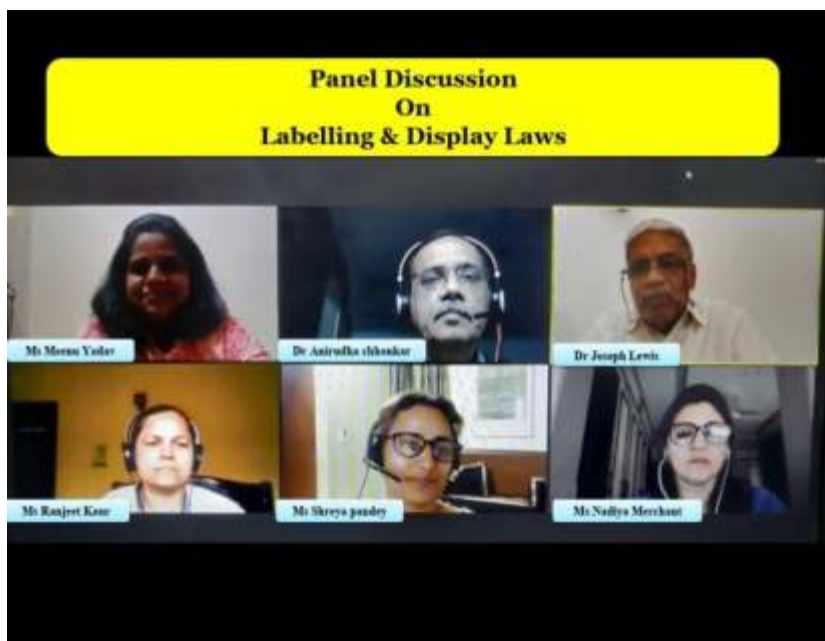 Panel Discussion
On
Labelling & Display Laws
Ms Meenu Yadav
Dr Anirudha chhonkar
Dr Joseph Lewis
Ms Ranjeet Kaur
Ms Shreya pandey
Ms Nadiya Merchant